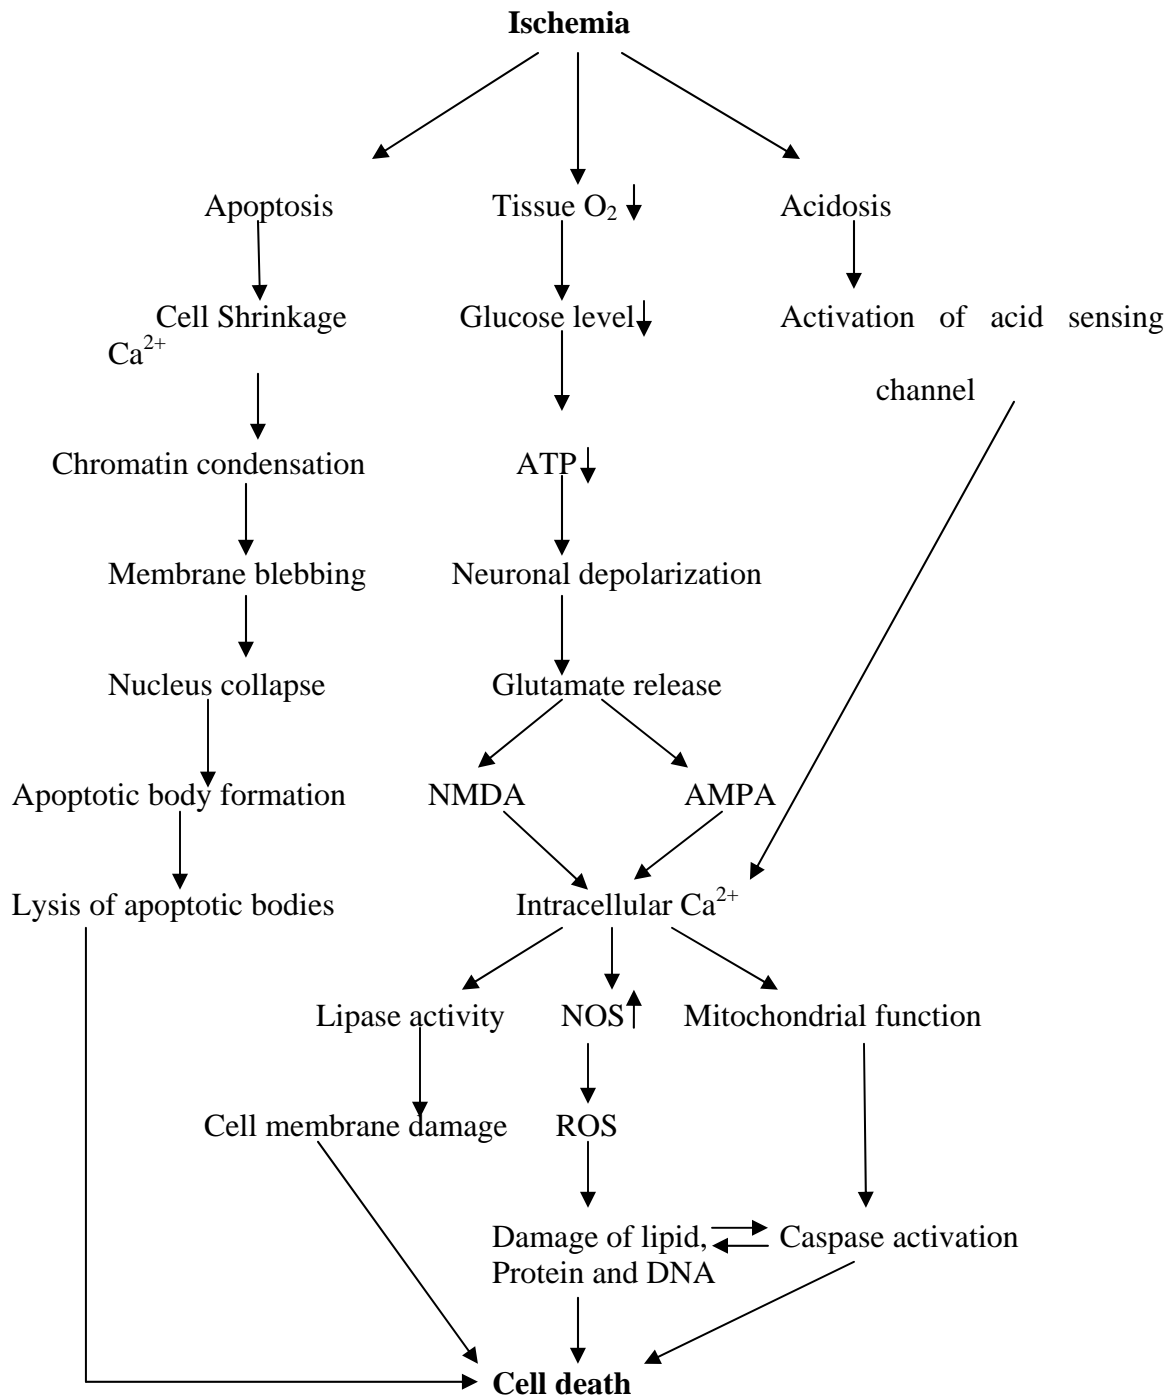 Ischemia
Apoptosis
Tissue O₂ ↓
Acidosis
Cell Shrinkage
Ca²⁺
Glucose level ↓
Activation of acid sensing
channel
Chromatin condensation
ATP ↓
Membrane blebbing
Neuronal depolarization
Nucleus collapse
Glutamate release
Apoptotic body formation
NMDA
AMPA
Lysis of apoptotic bodies
Intracellular Ca²⁺
Lipase activity
NOS ↑
Mitochondrial function
Cell membrane damage
ROS
Damage of lipid,
Protein and DNA
Caspase activation
Cell death